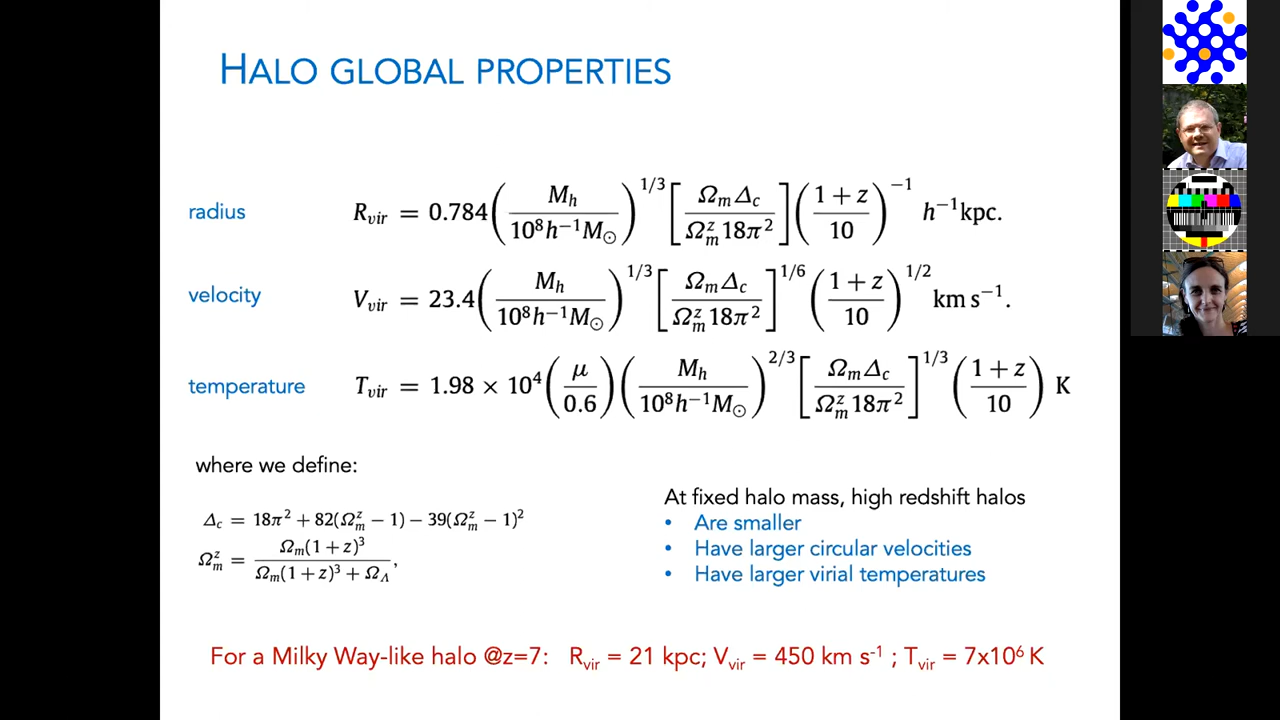 HALO GLOBAL PROPERTIES
radius R_vir = 0.784 ( M_h / 10^8 h^−1 M_⊙ )^1/3 [ Ω_m Δ_c / Ω_m^z 18π^2 ] ( 1 + z / 10 )^−1 h^−1 kpc.
velocity V_vir = 23.4 ( M_h / 10^8 h^−1 M_⊙ )^1/3 [ Ω_m Δ_c / Ω_m^z 18π^2 ]^1/6 ( 1 + z / 10 )^1/2 km s^−1.
temperature T_vir = 1.98 × 10^4 ( μ / 0.6 ) ( M_h / 10^8 h^−1 M_⊙ )^2/3 [ Ω_m Δ_c / Ω_m^z 18π^2 ]^1/3 ( 1 + z / 10 ) K
where we define:
Δ_c = 18π^2 + 82(Ω_m^z − 1) − 39(Ω_m^z − 1)^2
Ω_m^z = Ω_m(1 + z)^3 / Ω_m(1 + z)^3 + Ω_Λ ,
At fixed halo mass, high redshift halos
• Are smaller
• Have larger circular velocities
• Have larger virial temperatures
For a Milky Way-like halo @z=7: R_vir = 21 kpc; V_vir = 450 km s^-1 ; T_vir = 7x10^6 K